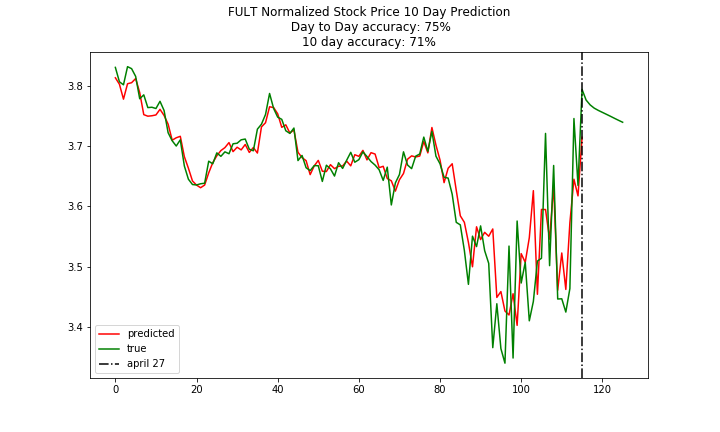 FULT Normalized Stock Price 10 Day Prediction
Day to Day accuracy: 75%
10 day accuracy: 71%
3.8
3.7
3.6
3.5
3.4
predicted
true
april 27
0 20 40 60 80 100 120